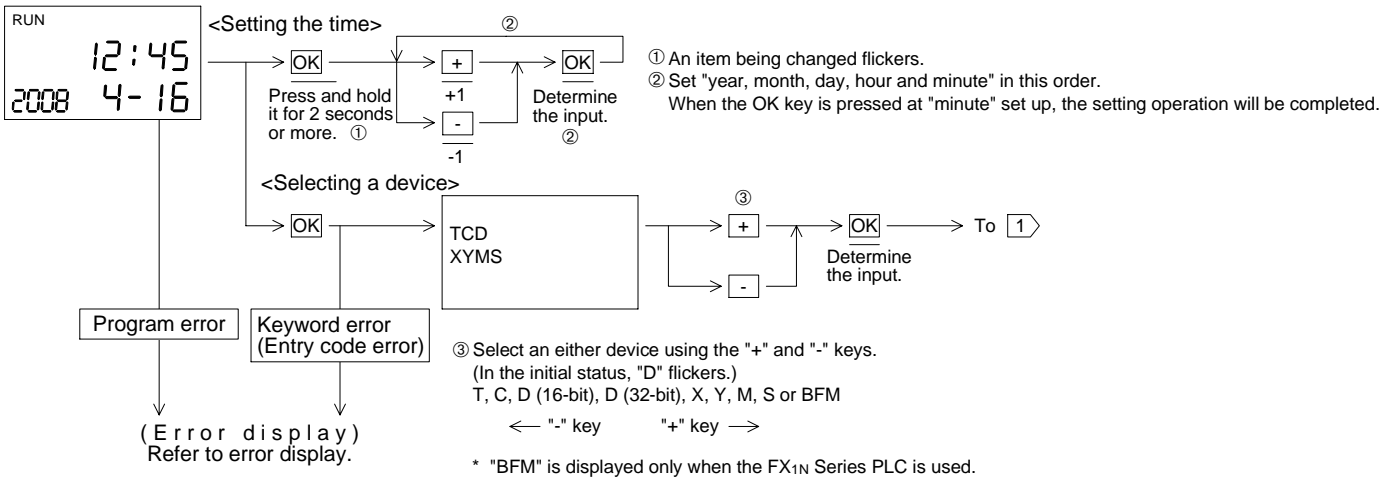 RUN
12:45
2008 4-16
<Setting the time>
OK
Press and hold
it for 2 seconds
or more. ①
②
+
+1
-
-1
OK
Determine
the input.
②
① An item being changed flickers.
② Set "year, month, day, hour and minute" in this order.
When the OK key is pressed at "minute" set up, the setting operation will be completed.
<Selecting a device>
OK
TCD
XYMS
③
+
-
OK
Determine
the input.
To 1
Program error
Keyword error
(Entry code error)
(Error display)
Refer to error display.
③ Select an either device using the "+" and "-" keys.
(In the initial status, "D" flickers.)
T, C, D (16-bit), D (32-bit), X, Y, M, S or BFM
← "-" key "+" key →
* "BFM" is displayed only when the FX1N Series PLC is used.